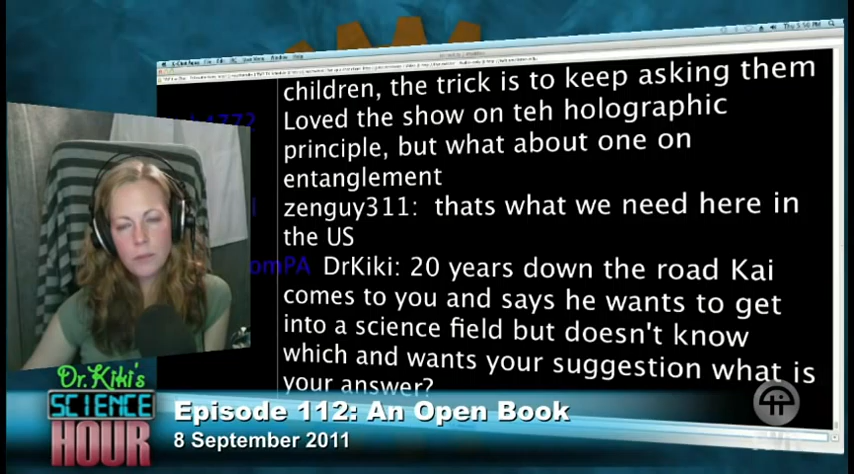 children, the trick is to keep asking them
Loved the show on teh holographic
principle, but what about one on
entanglement
zenguy311: thats what we need here in
the US
omPA DrKiki: 20 years down the road Kai
comes to you and says he wants to get
into a science field but doesn't know
which and wants your suggestion what is
your answer?
Dr. Kiki's
SCIENCE
HOUR
Episode 112: An Open Book
8 September 2011